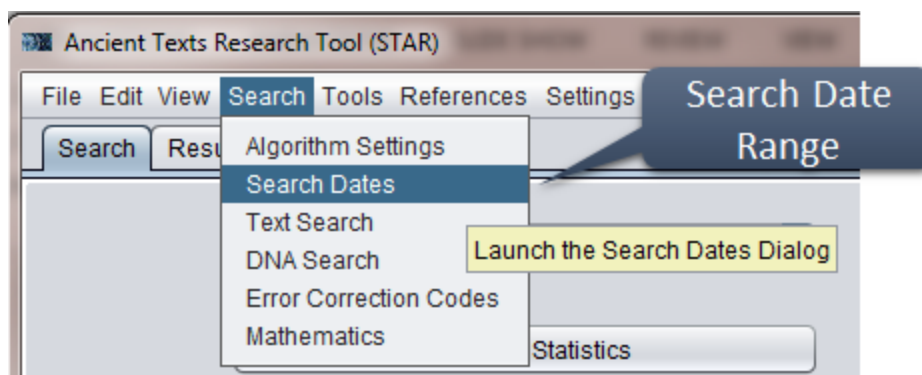 Ancient Texts Research Tool (STAR)
File Edit View Search Tools References Settings
Search Date
Range
Search Resu
Algorithm Settings
Search Dates
Text Search
Launch the Search Dates Dialog
DNA Search
Error Correction Codes
Mathematics
Statistics